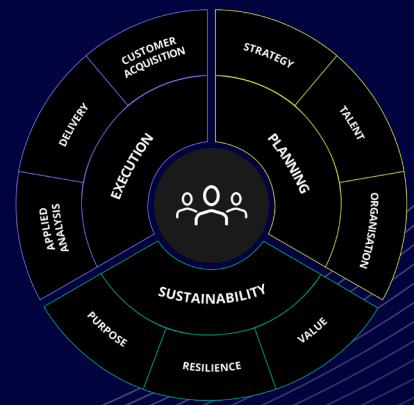 CUSTOMER
ACQUISITION
STRATEGY
DELIVERY
TALENT
EXECUTION
PLANNING
APPLIED
ANALYSIS
ORGANISATION
SUSTAINABILITY
PURPOSE
RESILIENCE
VALUE